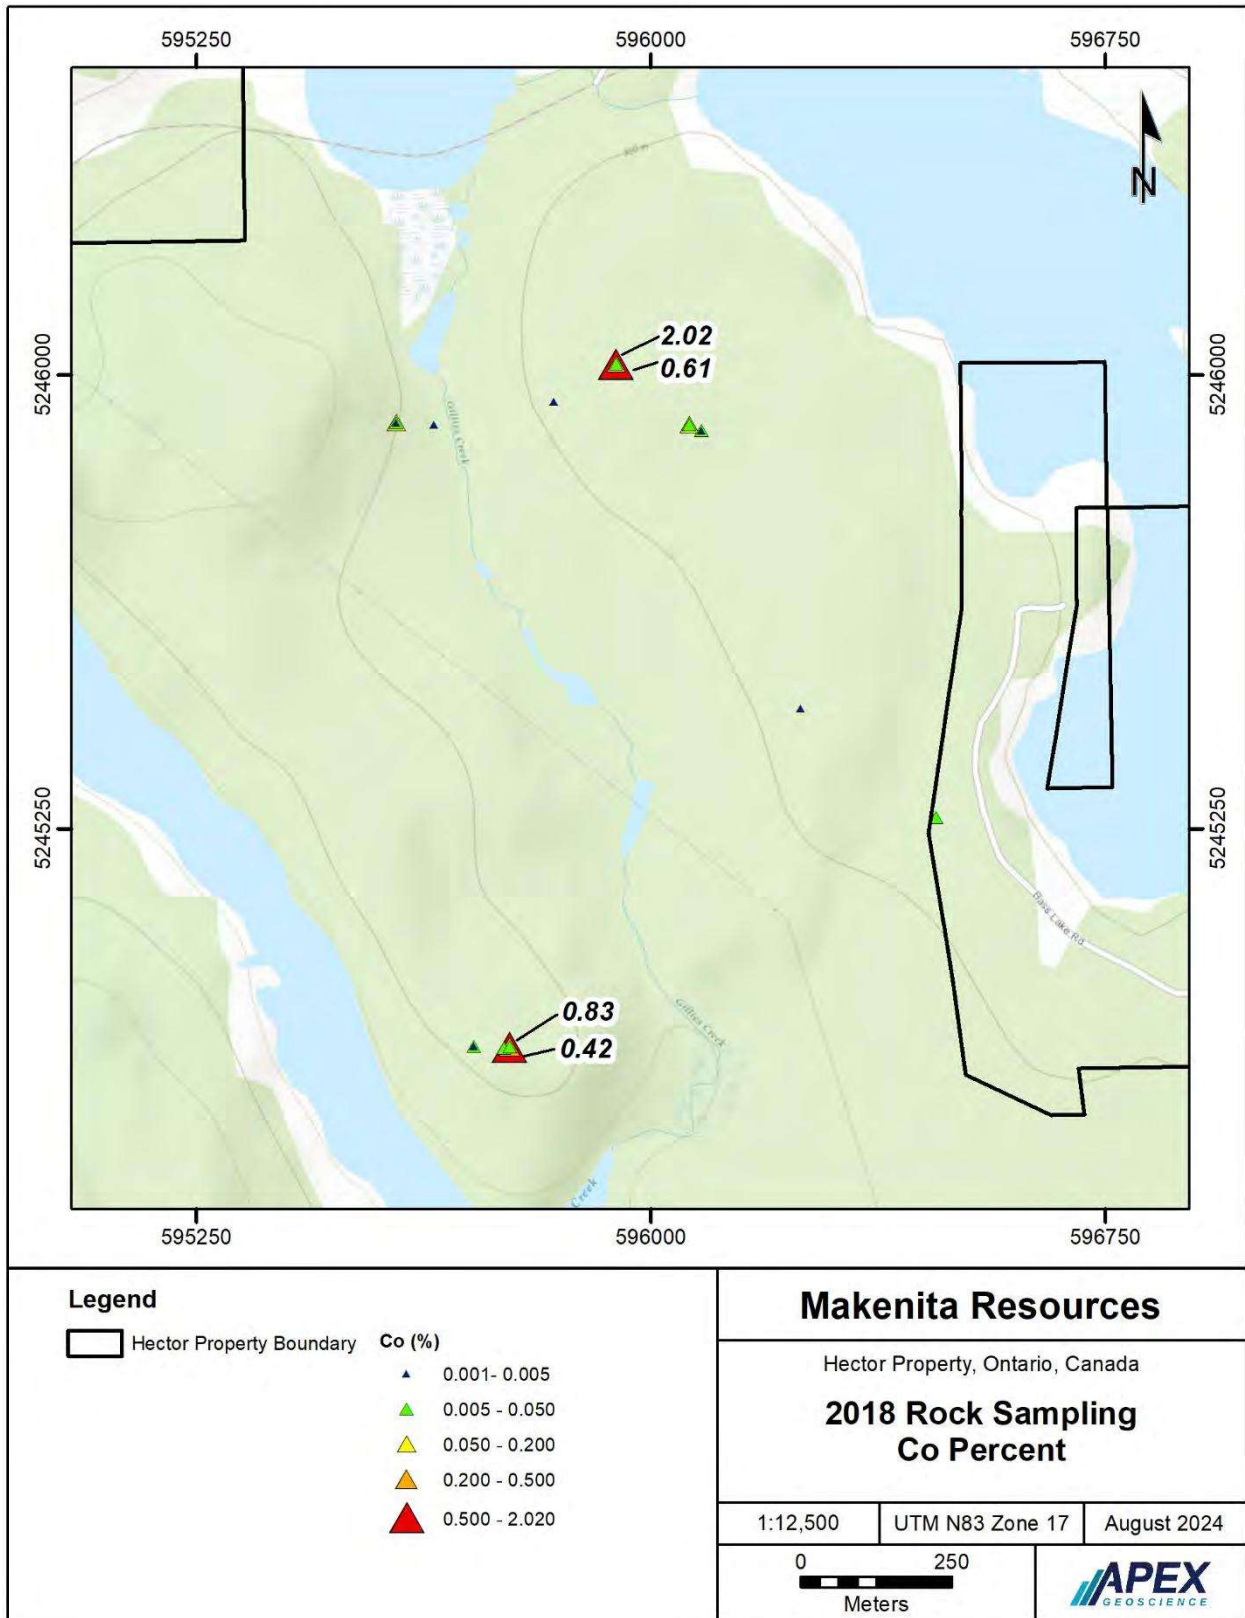 595250 596000 596750
N
300 m
2.02
0.61
5246000 5246000
Gillies Creek
5245250 5245250
Bass Lake Rd
0.83
0.42
Gillies Creek
Creek
595250 596000 596750
Legend
Hector Property Boundary
Co (%)
0.001- 0.005
0.005 - 0.050
0.050 - 0.200
0.200 - 0.500
0.500 - 2.020
Makenita Resources
Hector Property, Ontario, Canada
2018 Rock Sampling
Co Percent
1:12,500 UTM N83 Zone 17 August 2024
0 250
Meters
APEX
GEOSCIENCE